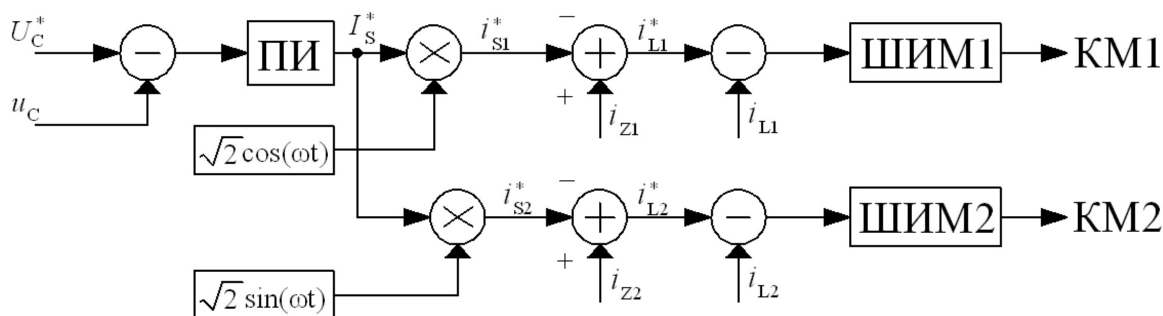 U*C
−
ПИ
I*S
×
i*S1
−
+
+
i*L1
−
ШИМ1
КМ1
uC
iZ1
iL1
√2 cos(ωt)
×
i*S2
−
+
+
i*L2
−
ШИМ2
КМ2
√2 sin(ωt)
iZ2
iL2